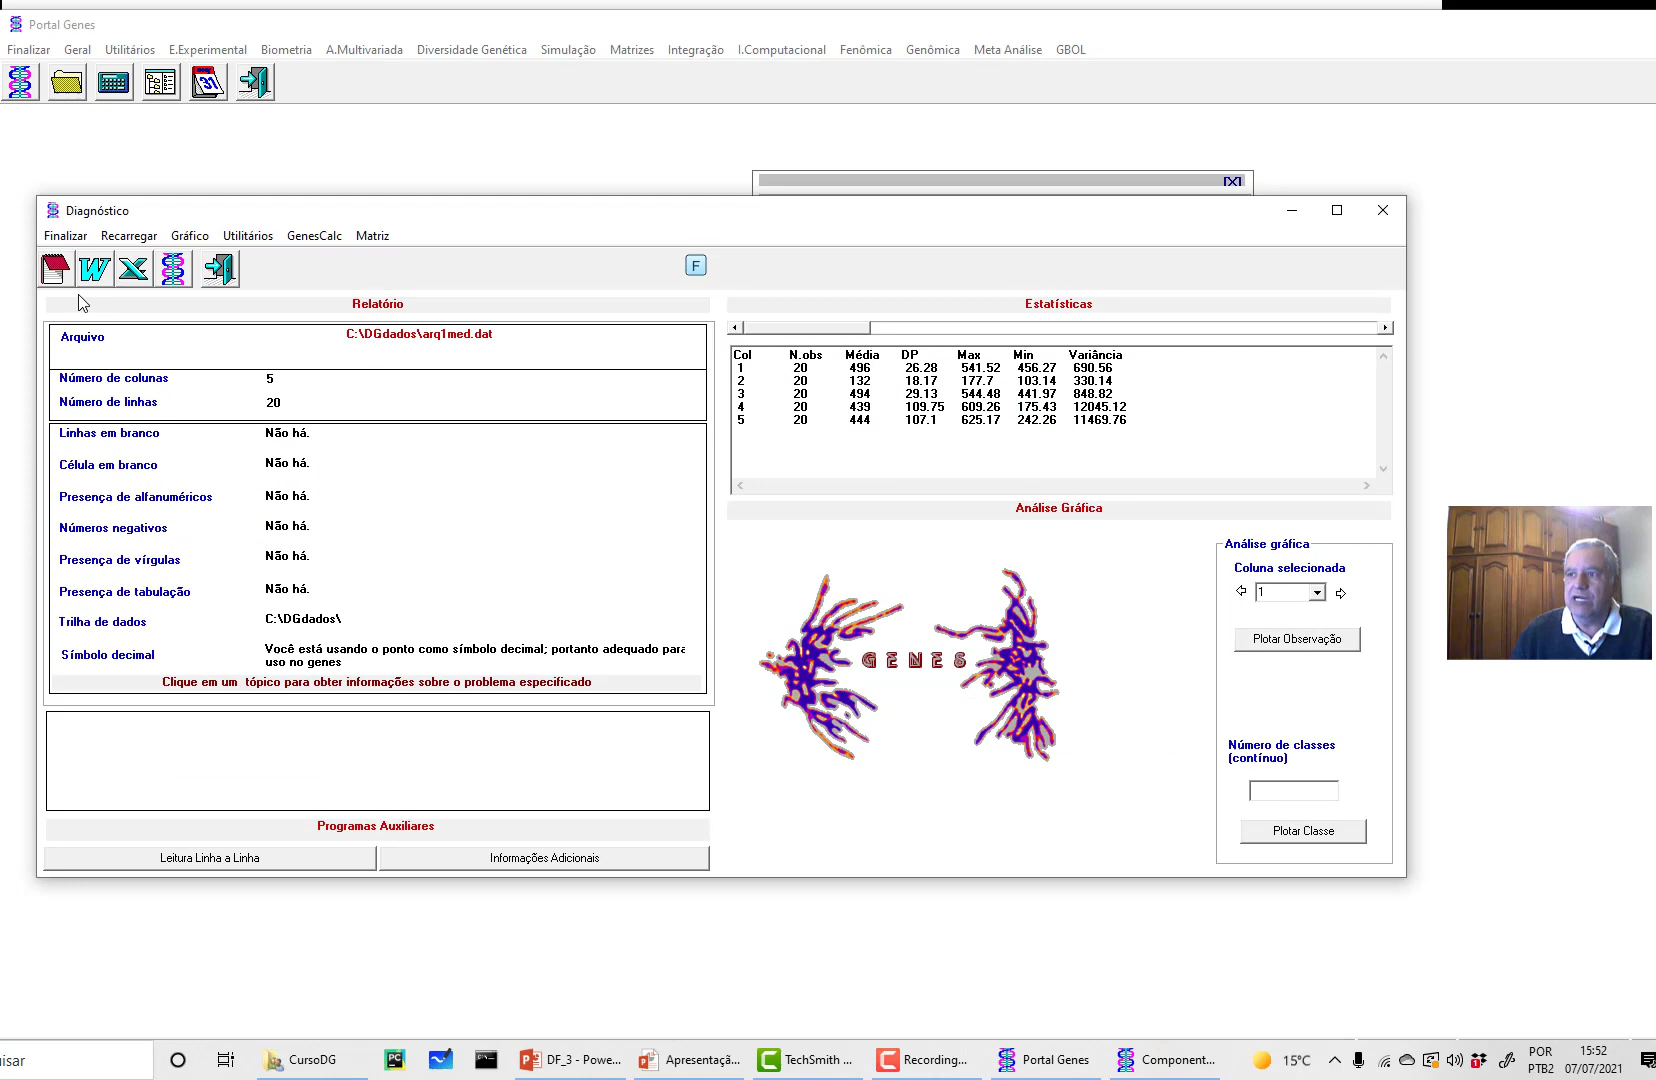 Portal Genes
Finalizar Geral Utilitários E.Experimental Biometria A.Multivariada Diversidade Genética Simulação Matrizes Integração I.Computacional Fenômica Genômica Meta Análise GBOL
31
[X]
Diagnóstico
Finalizar Recarregar Gráfico Utilitários GenesCalc Matriz
W X F
Relatório
Arquivo C:\DGdados\arq1med.dat
Número de colunas 5
Número de linhas 20
Linhas em branco Não há.
Célula em branco Não há.
Presença de alfanuméricos Não há.
Números negativos Não há.
Presença de vírgulas Não há.
Presença de tabulação Não há.
Trilha de dados C:\DGdados\
Símbolo decimal Você está usando o ponto como símbolo decimal; portanto adequado para
uso no genes
Clique em um tópico para obter informações sobre o problema especificado
Programas Auxiliares
Leitura Linha a Linha Informações Adicionais
Estatísticas
Col N.obs Média DP Max Min Variância
1 20 496 26.28 541.52 456.27 690.56
2 20 132 18.17 177.7 103.14 330.14
3 20 494 29.13 544.48 441.97 848.82
4 20 439 109.75 609.26 175.43 12045.12
5 20 444 107.1 625.17 242.26 11469.76
Análise Gráfica
GENES
Análise gráfica
Coluna selecionada
1
Plotar Observação
Número de classes
(contínuo)
Plotar Classe
isar CursoDG PC DF_3 - Powe... Apresentaçã... TechSmith ... Recording... Portal Genes Component... 15°C POR 15:52
PTB2 07/07/2021